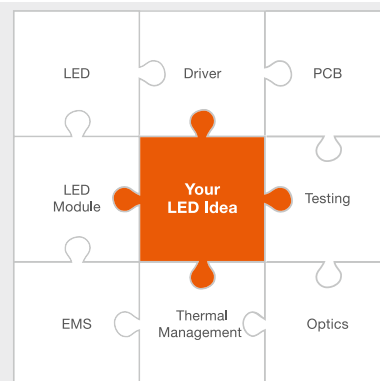 LED
Driver
PCB
LED
Module
Your
LED Idea
Testing
EMS
Thermal
Management
Optics